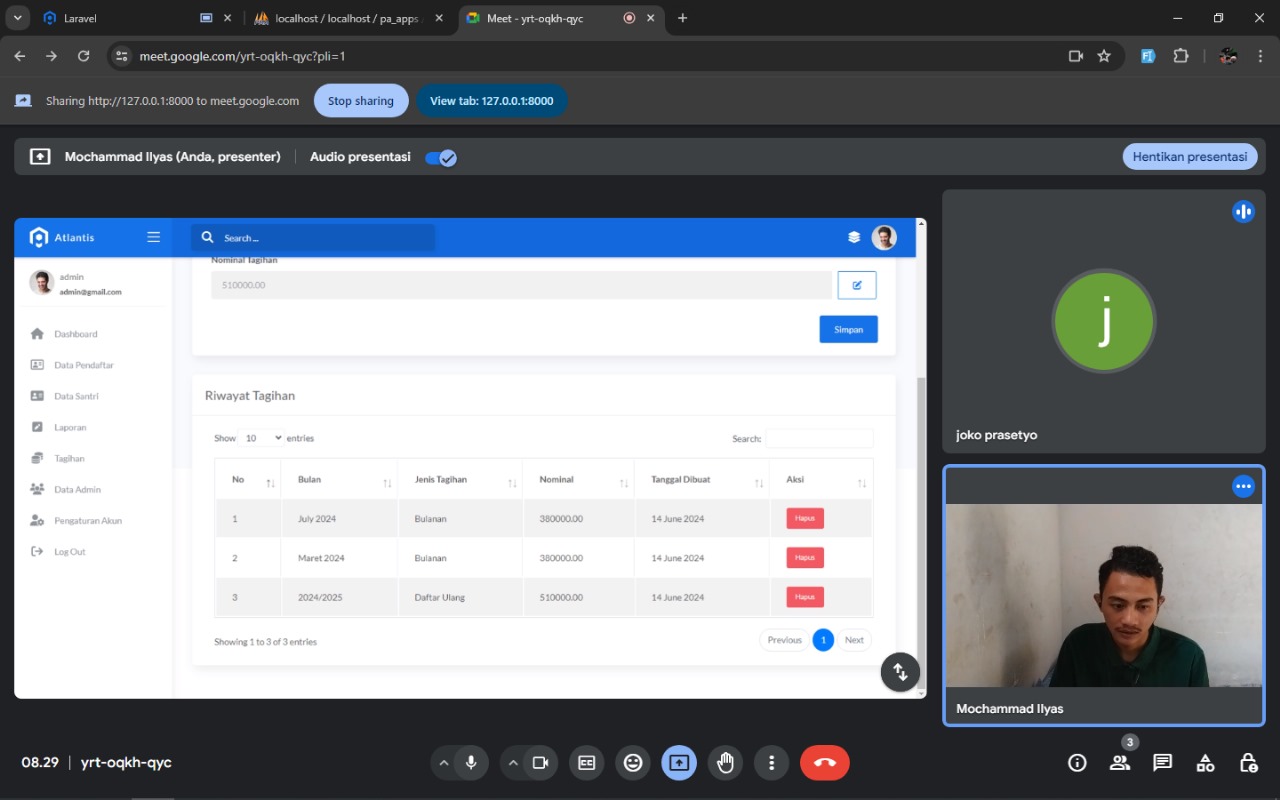 Laravel
localhost / localhost / pa_apps
Meet - yrt-oqkh-qyc
meet.google.com/yrt-oqkh-qyc?pli=1
Sharing http://127.0.0.1:8000 to meet.google.com
Stop sharing
View tab: 127.0.0.1:8000
Mochammad Ilyas (Anda, presenter)
Audio presentasi
Hentikan presentasi
Atlantis
Search ...
admin
admin@gmail.com
Dashboard
Data Pendaftar
Data Santri
Laporan
Tagihan
Data Admin
Pengaturan Akun
Log Out
Nominal Tagihan
510000.00
Simpan
Riwayat Tagihan
Show 10 entries
Search:
No Bulan Jenis Tagihan Nominal Tanggal Dibuat Aksi
1 July 2024 Bulanan 380000.00 14 June 2024 Hapus
2 Maret 2024 Bulanan 380000.00 14 June 2024 Hapus
3 2024/2025 Daftar Ulang 510000.00 14 June 2024 Hapus
Showing 1 to 3 of 3 entries
Previous 1 Next
j
joko prasetyo
Mochammad Ilyas
08.29 | yrt-oqkh-qyc
3